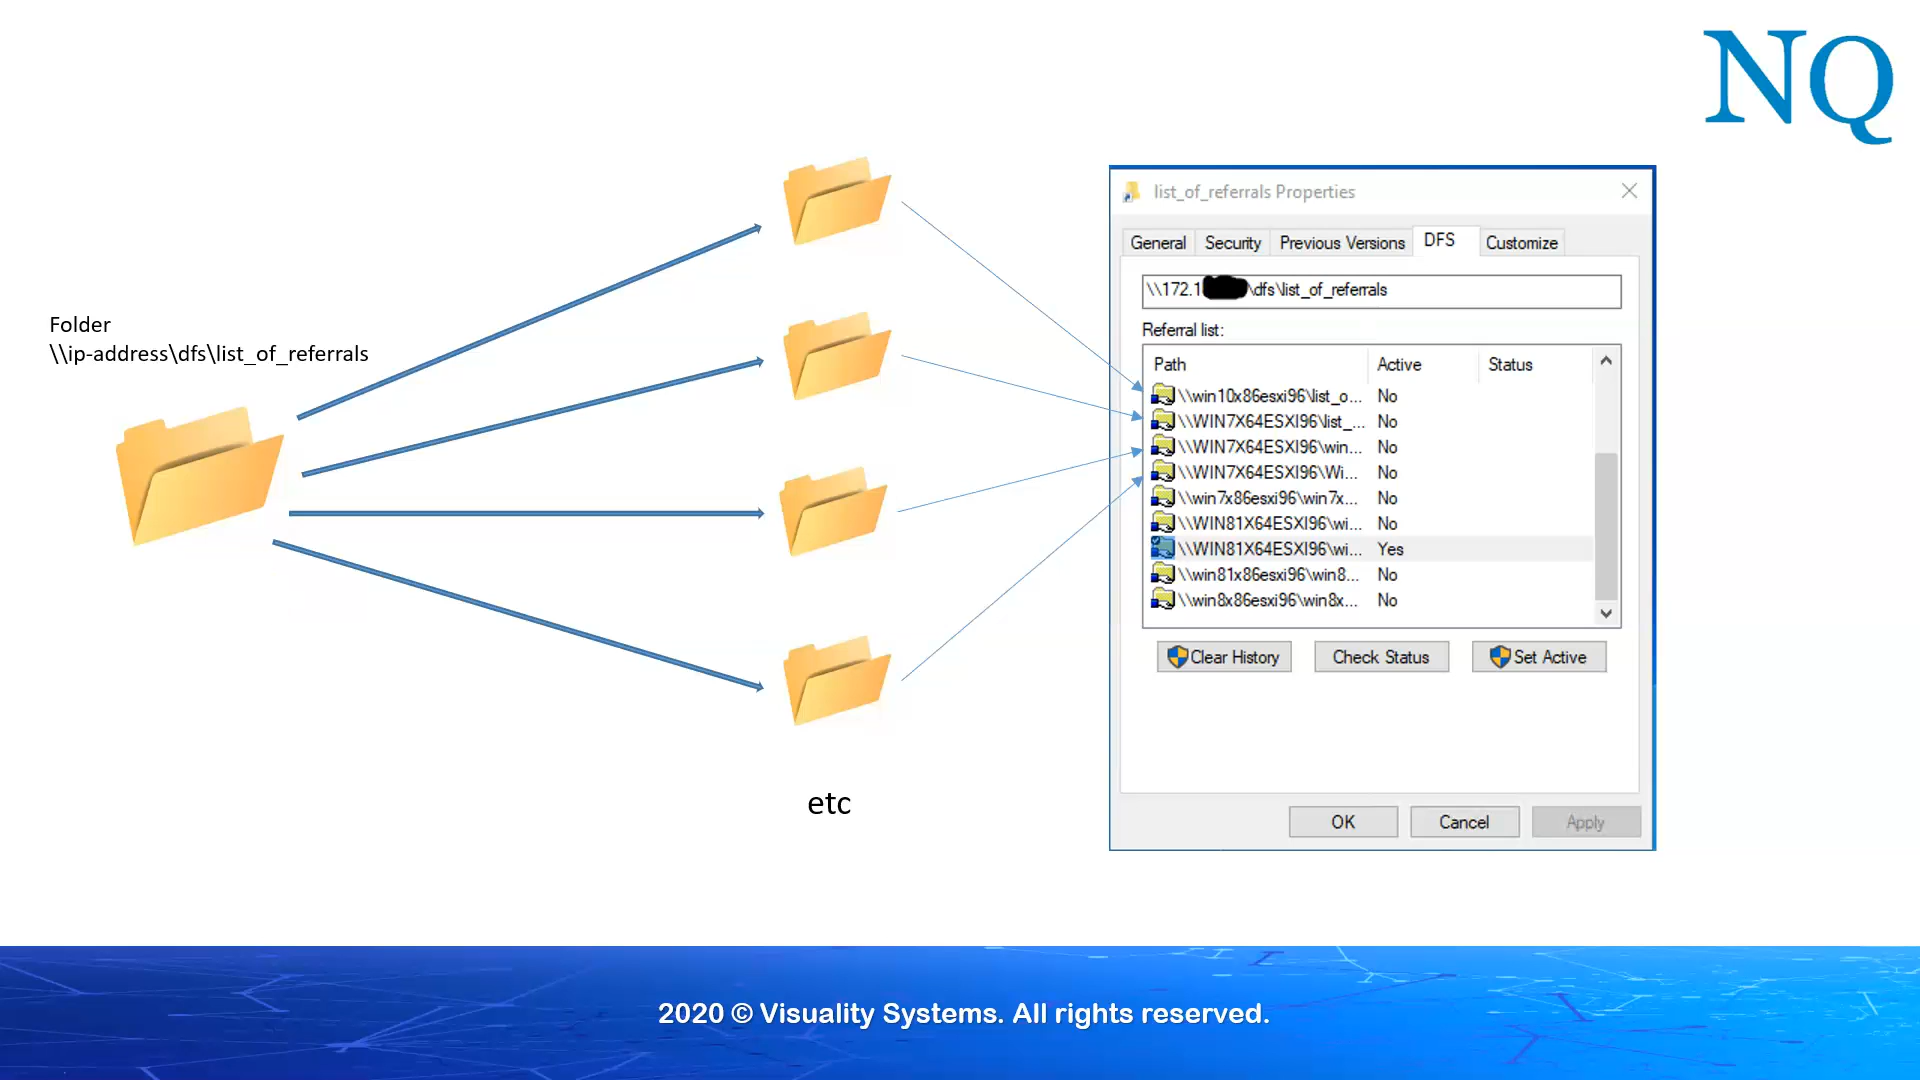 NQ
Folder
\\ip-address\dfs\list_of_referrals
etc
list_of_referrals Properties
General Security Previous Versions DFS Customize
\\172.1 \dfs\list_of_referrals
Referral list:
Path Active Status
\\win10x86esxi96\list_o... No
\\WIN7X64ESXI96\list_... No
\\WIN7X64ESXI96\win... No
\\WIN7X64ESXI96\Wi... No
\\win7x86esxi96\win7x... No
\\WIN81X64ESXI96\wi... No
\\WIN81X64ESXI96\wi... Yes
\\win81x86esxi96\win8... No
\\win8x86esxi96\win8x... No
Clear History Check Status Set Active
OK Cancel Apply
2020 © Visuality Systems. All rights reserved.